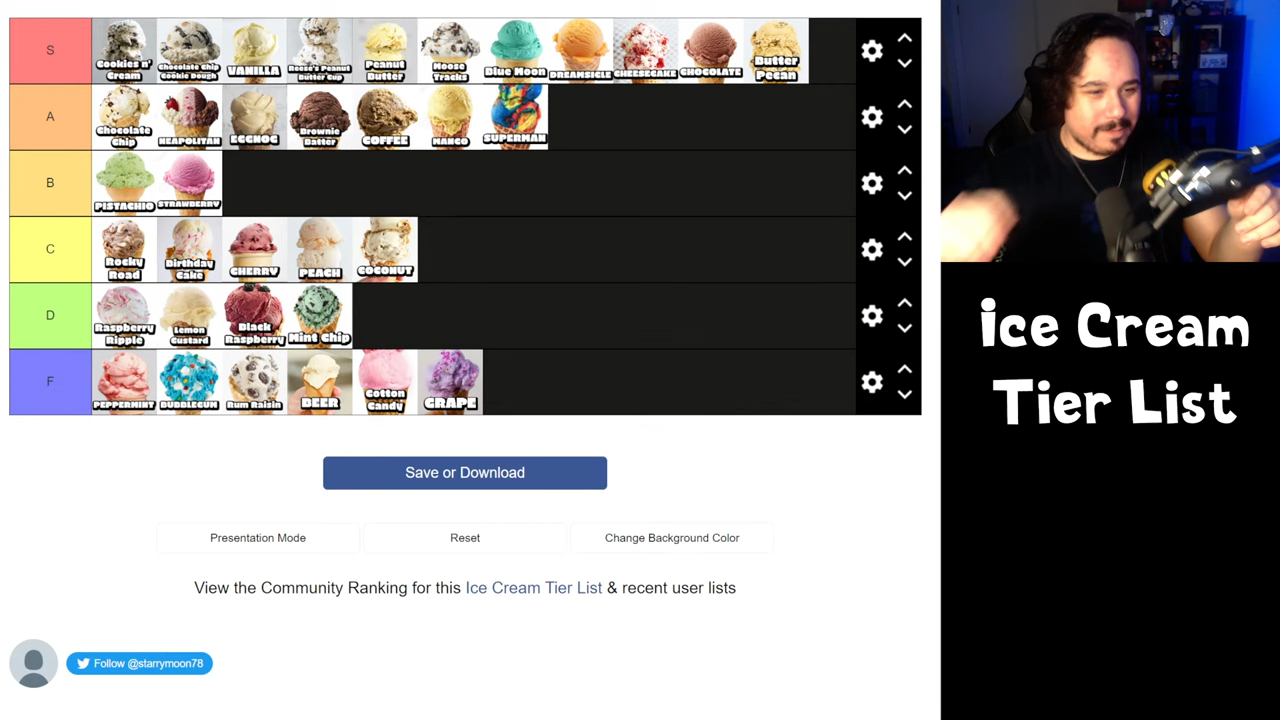 S
Cookies n'
Cream
Chocolate Chip
Cookie Dough
VANILLA
Reese's Peanut
Butter Cup
Peanut
Butter
Moose
Tracks
Blue Moon
DREAMSICLE
CHEESECAKE
CHOCOLATE
Butter
Pecan
A
Chocolate
Chip
NEAPOLITAN
EGGNOG
Brownie
Batter
COFFEE
MANGO
SUPERMAN
B
PISTACHIO
STRAWBERRY
C
Rocky
Road
Birthday
Cake
CHERRY
PEACH
COCONUT
D
Raspberry
Ripple
Lemon
Custard
Black
Raspberry
Mint Chip
F
PEPPERMINT
BUBBLEGUM
Rum Raisin
BEER
Cotton
Candy
GRAPE
Save or Download
Presentation Mode
Reset
Change Background Color
View the Community Ranking for this Ice Cream Tier List & recent user lists
Follow @starrymoon78
Ice Cream
Tier List